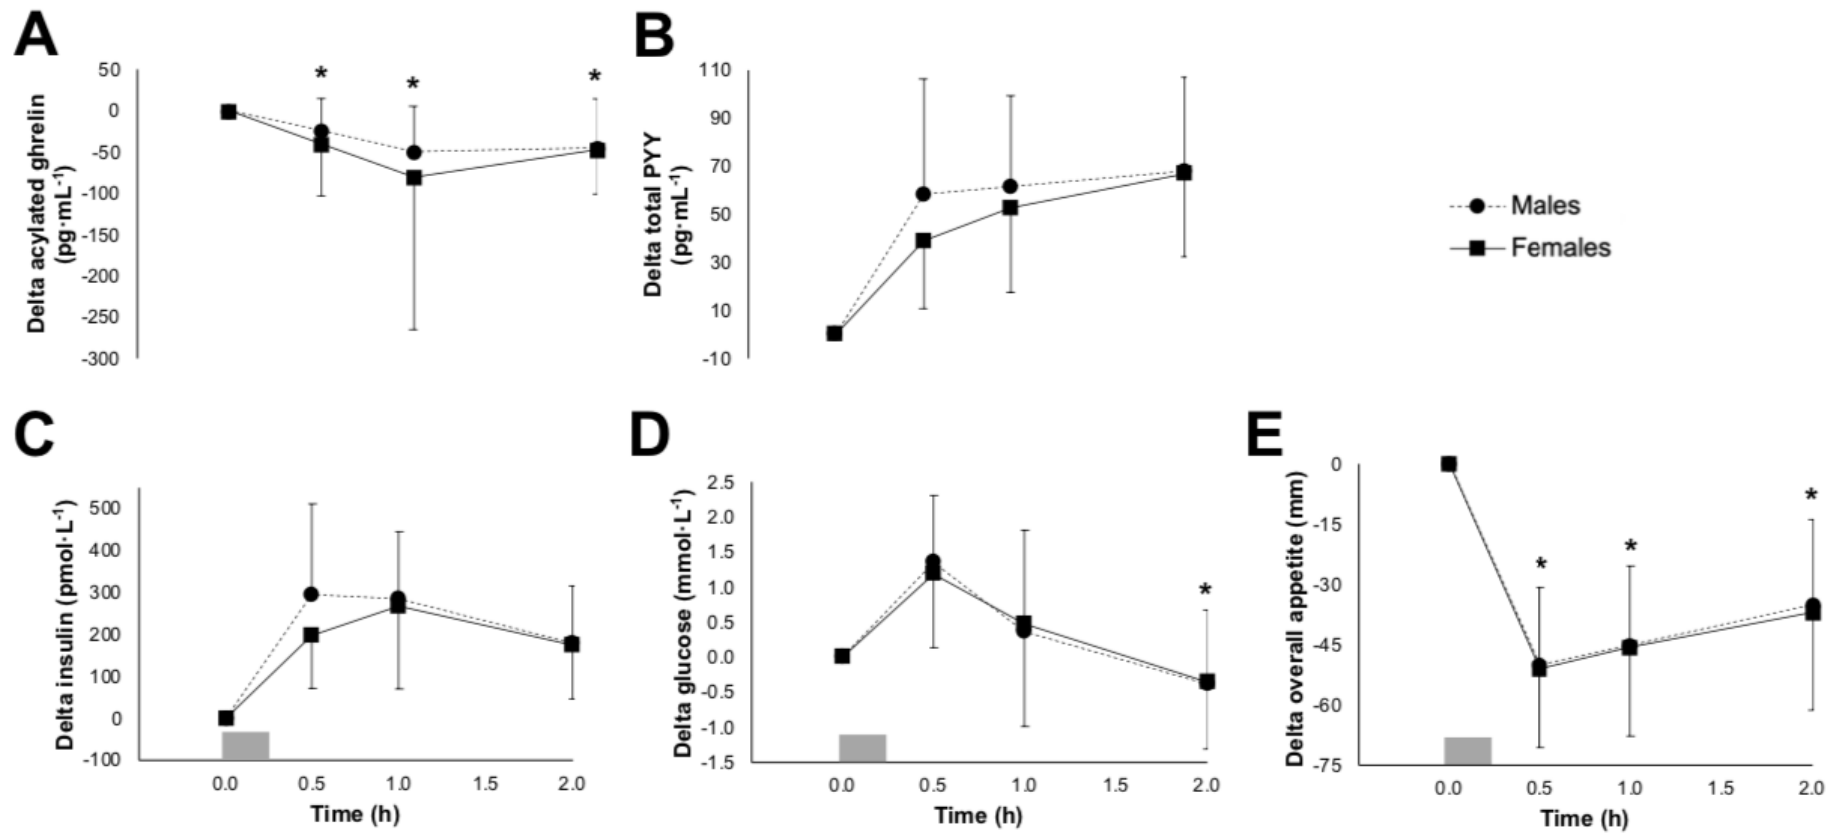 A
Delta acylated ghrelin
(pg·mL-1)
50
0
-50
-100
-150
-200
-250
-300
*
*
*
B
Delta total PYY
(pg·mL-1)
110
90
70
50
30
10
-10
Males
Females
C
Delta insulin (pmol·L-1)
500
400
300
200
100
0
-100
0.0 0.5 1.0 1.5 2.0
Time (h)
D
Delta glucose (mmol·L-1)
2.5
2.0
1.5
1.0
0.5
0.0
-0.5
-1.0
-1.5
*
0.0 0.5 1.0 1.5 2.0
Time (h)
E
Delta overall appetite (mm)
0
-15
-30
-45
-60
-75
*
*
*
0.0 0.5 1.0 1.5 2.0
Time (h)